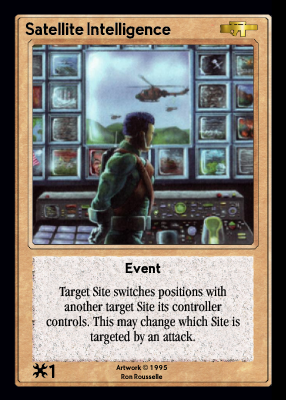 Satellite Intelligence
Event
Target Site switches positions with
another target Site its controller
controls. This may change which Site is
targeted by an attack.
1
Artwork © 1995
Ron Rousselle